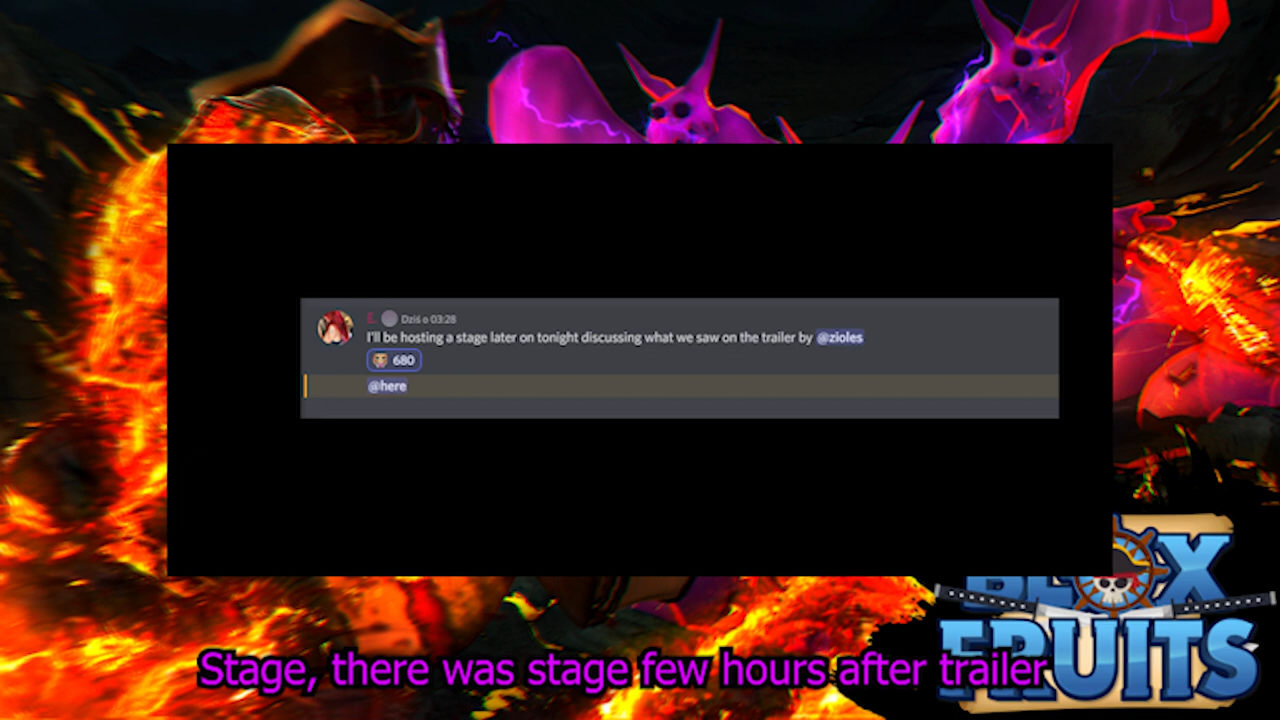 E. Dziś o 03:28
I'll be hosting a stage later on tonight discussing what we saw on the trailer by @zioles
680
@here
BLOX
FRUITS
Stage, there was stage few hours after trailer